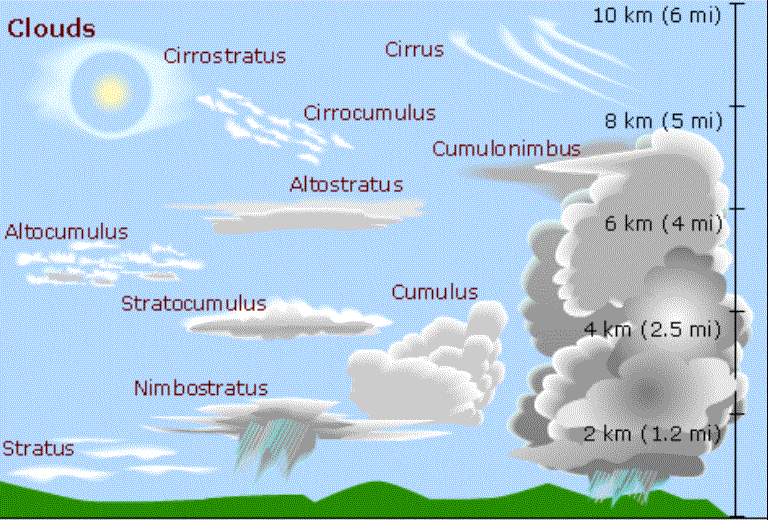 Clouds
10 km (6 mi)
Cirrostratus
Cirrus
Cirrocumulus
8 km (5 mi)
Cumulonimbus
Altostratus
6 km (4 mi)
Altocumulus
Stratocumulus
Cumulus
4 km (2.5 mi)
Nimbostratus
2 km (1.2 mi)
Stratus